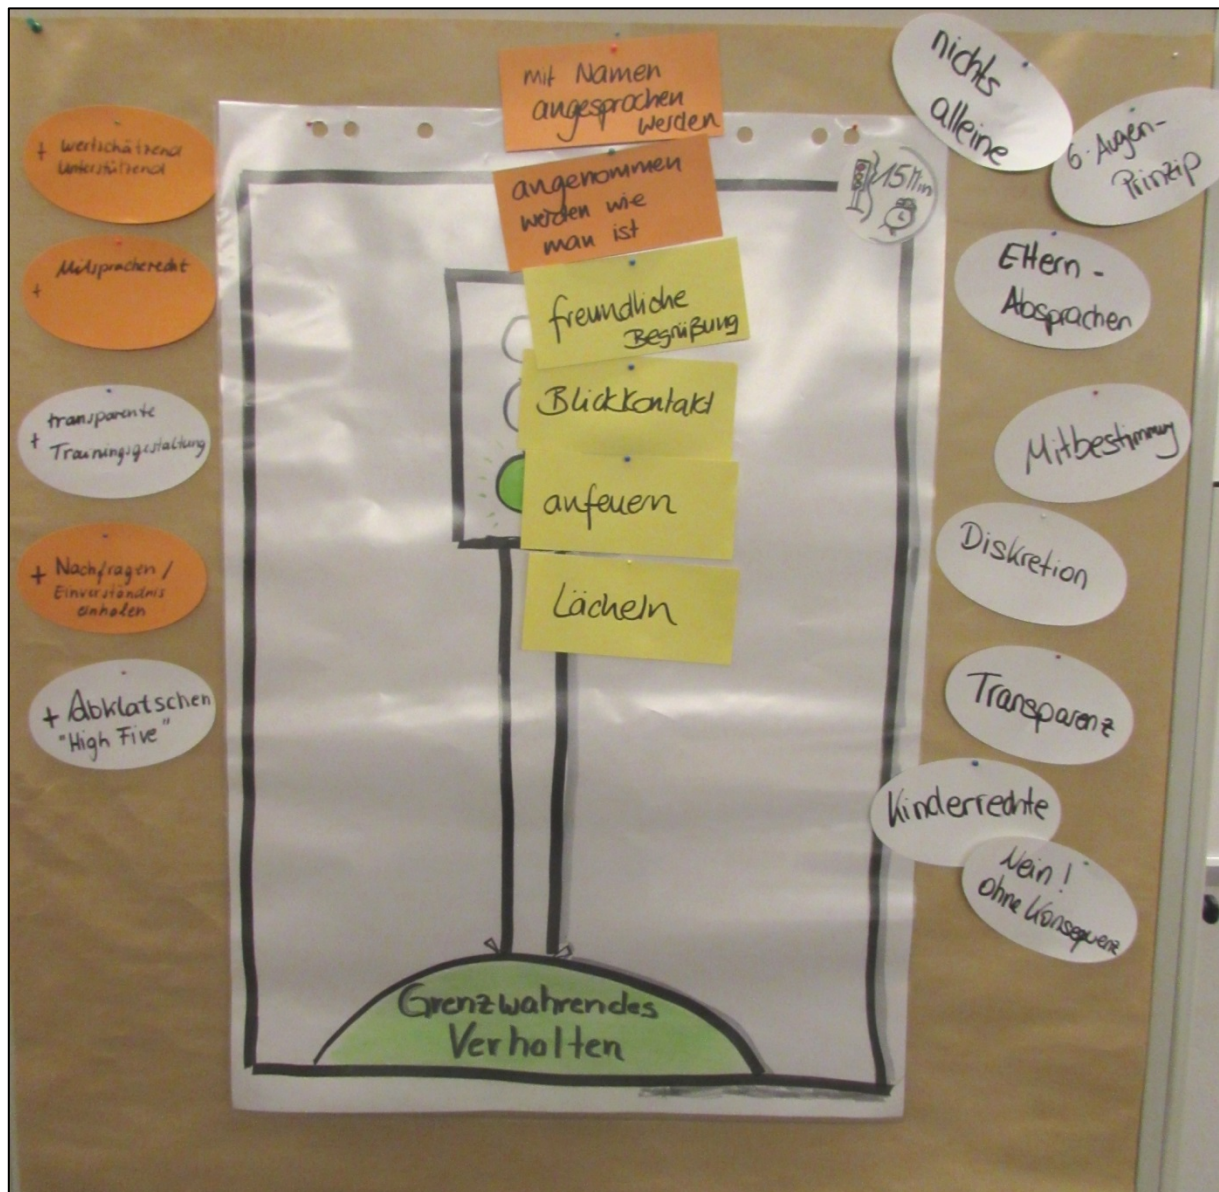 + wertschätzend
unterstützend
+ Mitspracherecht
+ transparente
Trainingsgestaltung
+ Nachfragen /
Einverständnis
einholen
+ Abklatschen
"High Five"
mit Namen
angesprochen
werden
angenommen
werden wie
man ist
freundliche
Begrüßung
Blickkontakt
anfeuern
Lächeln
15 Min
nichts
alleine
6-Augen-
Prinzip
Eltern-
Absprachen
Mitbestimmung
Diskretion
Transparenz
Kinderrechte
Nein!
ohne Konsequenz
Grenzwahrendes
Verhalten